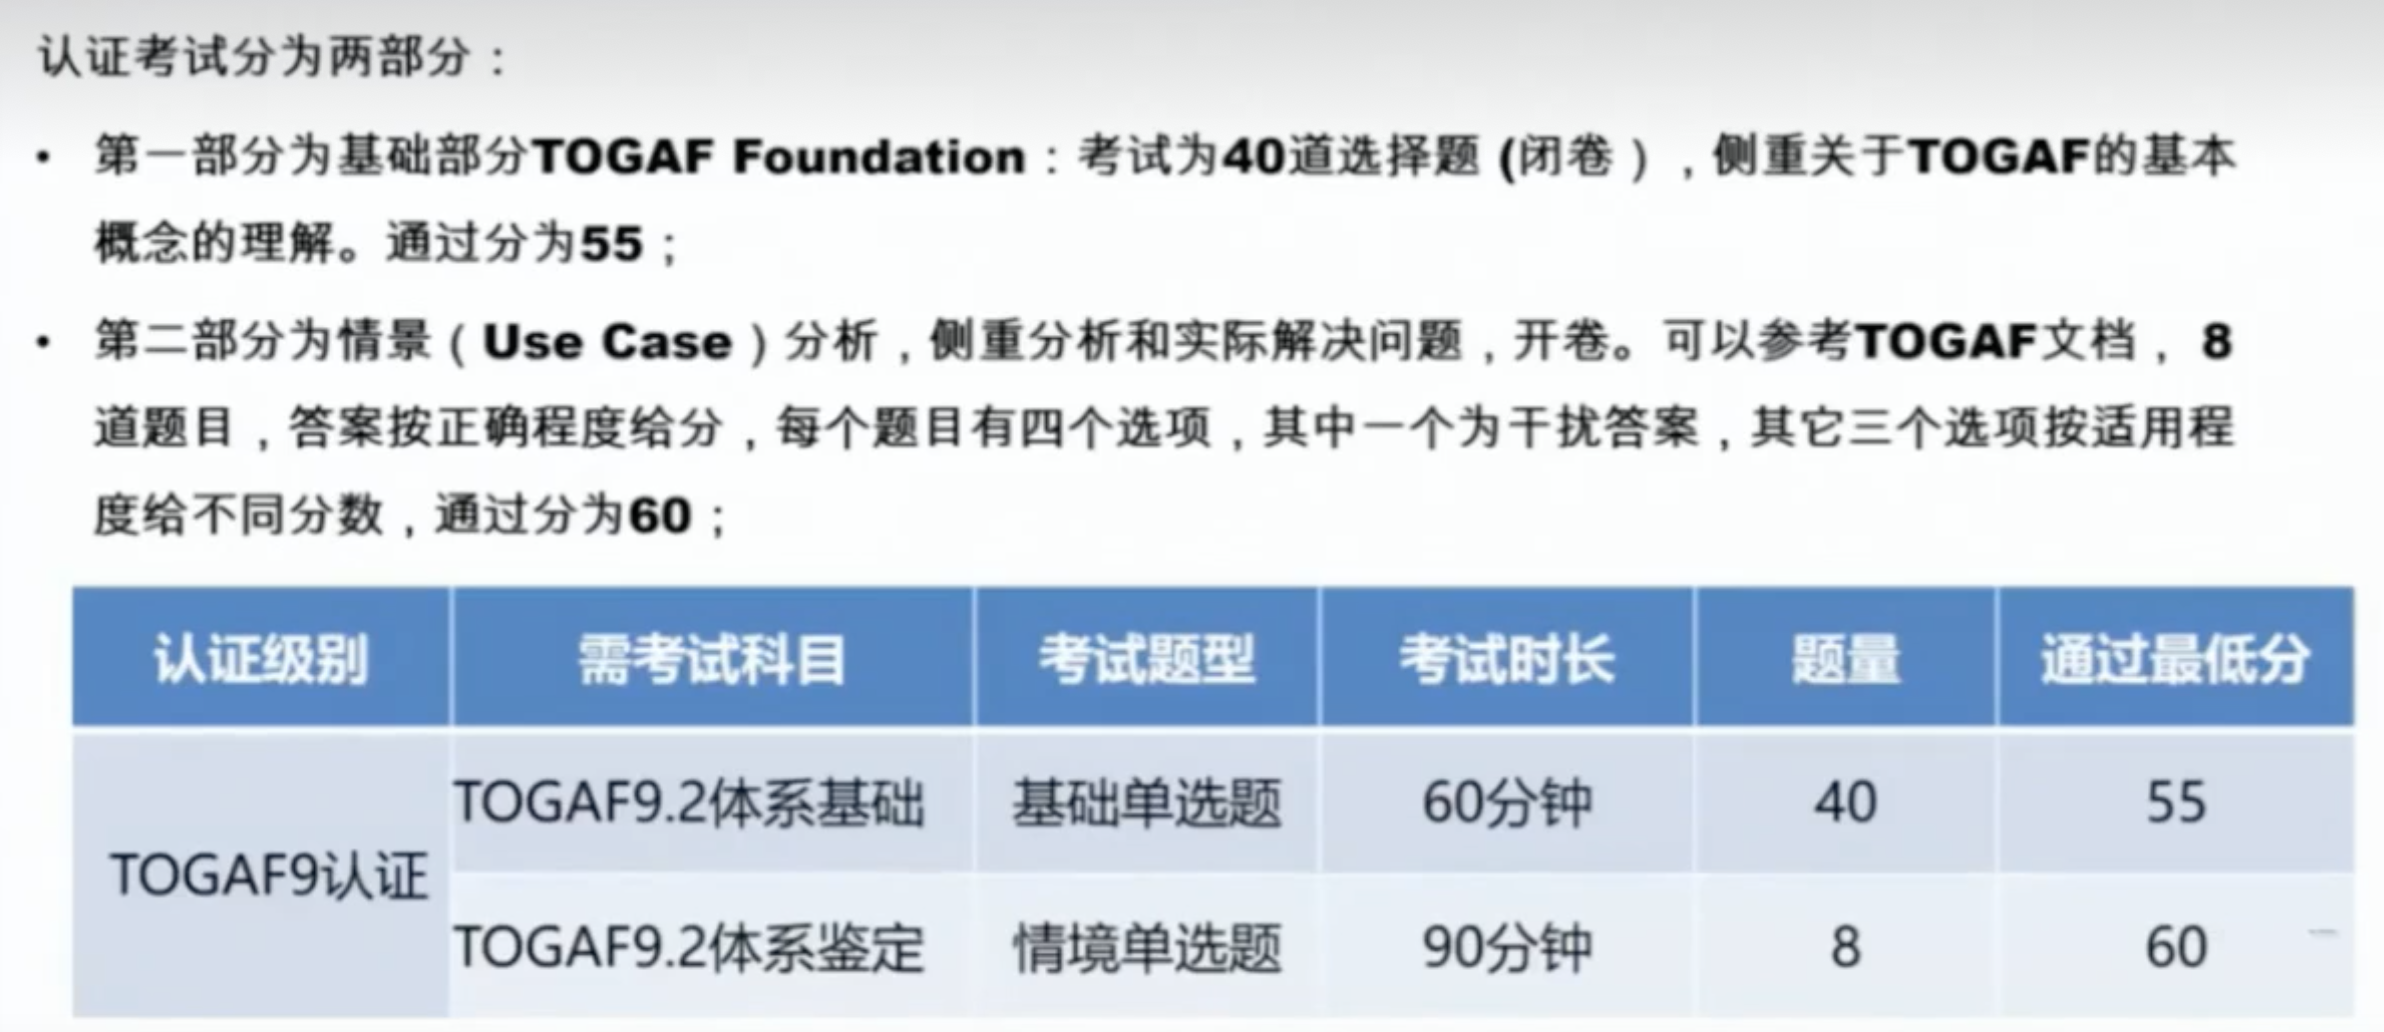 认证考试分为两部分：
• 第一部分为基础部分TOGAF Foundation：考试为40道选择题 (闭卷），侧重关于TOGAF的基本
概念的理解。通过分为55；
• 第二部分为情景（Use Case）分析，侧重分析和实际解决问题，开卷。可以参考TOGAF文档， 8
道题目，答案按正确程度给分，每个题目有四个选项，其中一个为干扰答案，其它三个选项按适用程
度给不同分数，通过分为60；
认证级别 需考试科目 考试题型 考试时长 题量 通过最低分
TOGAF9.2体系基础 基础单选题 60分钟 40 55
TOGAF9认证
TOGAF9.2体系鉴定 情境单选题 90分钟 8 60